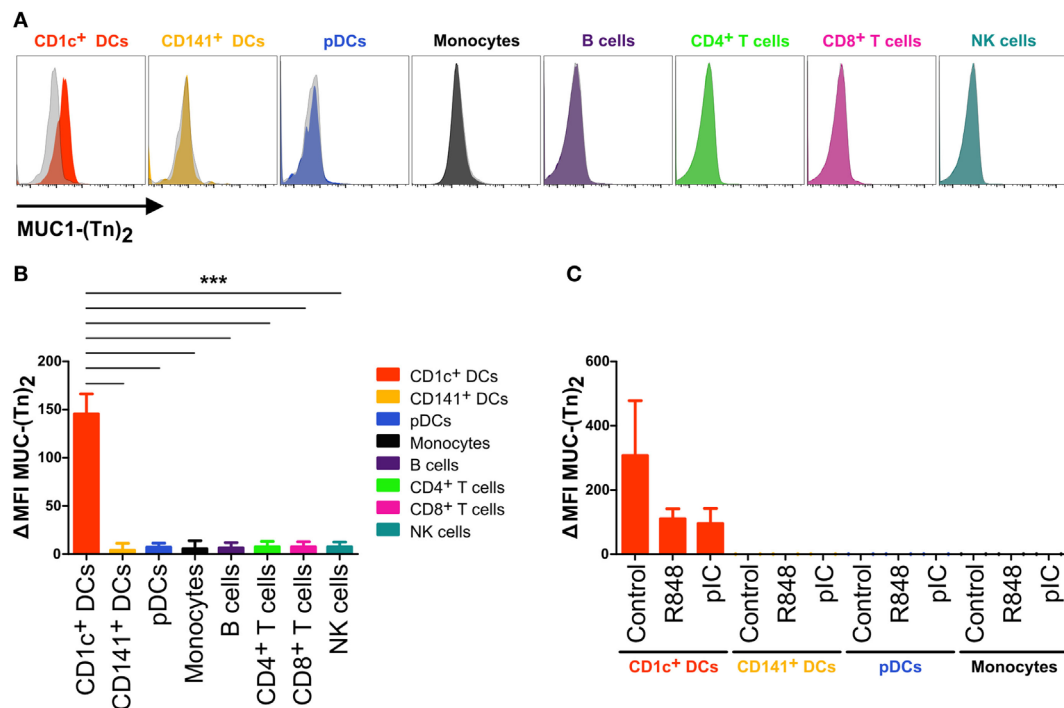 A
CD1c+ DCs CD141+ DCs pDCs Monocytes B cells CD4+ T cells CD8+ T cells NK cells
MUC1-(Tn)2
B
***
200
150
100
50
0
ΔMFI MUC-(Tn)2
CD1c+ DCs
CD141+ DCs
pDCs
Monocytes
B cells
CD4+ T cells
CD8+ T cells
NK cells
CD1c+ DCs
CD141+ DCs
pDCs
Monocytes
B cells
CD4+ T cells
CD8+ T cells
NK cells
C
600
400
200
0
ΔMFI MUC-(Tn)2
Control R848 pIC Control R848 pIC Control R848 pIC Control R848 pIC
CD1c+ DCs CD141+ DCs pDCs Monocytes